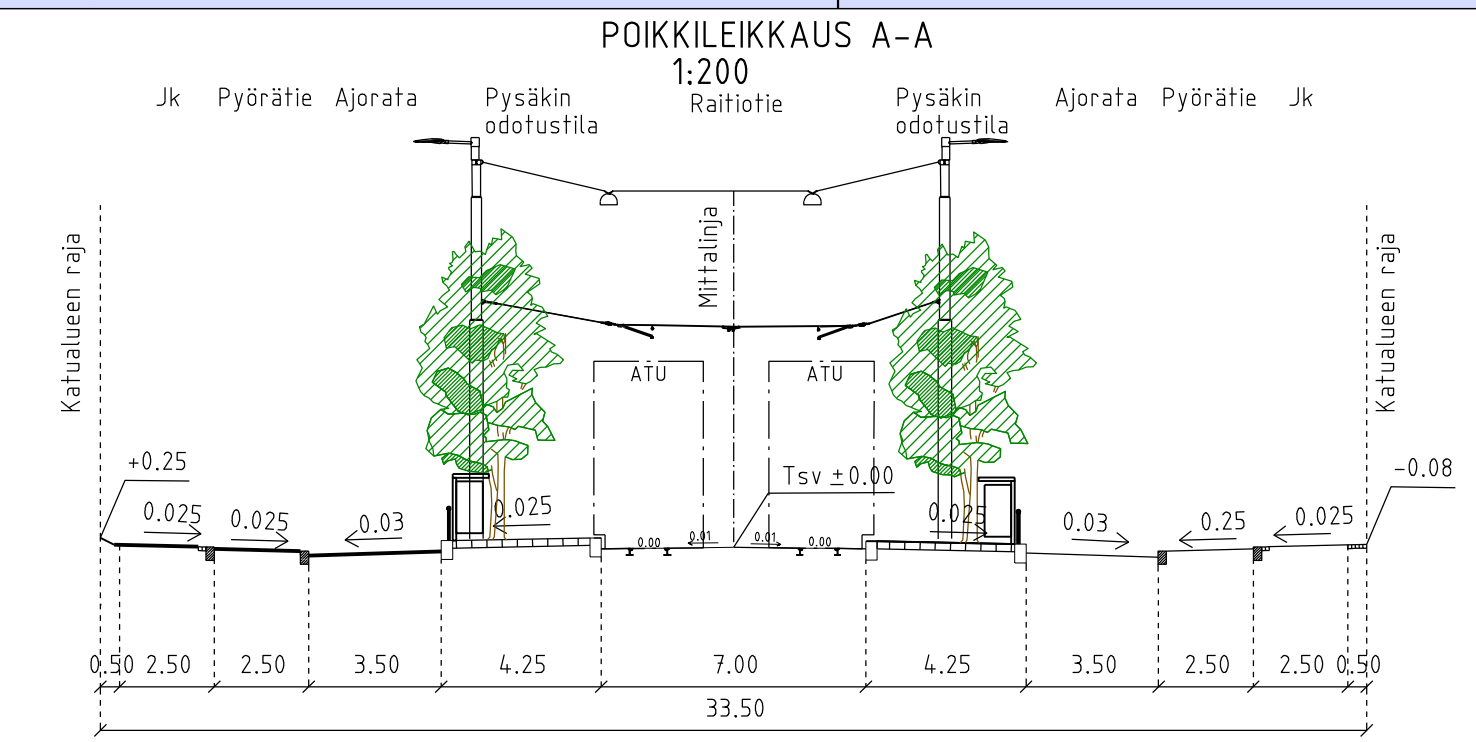 POIKKILEIKKAUS A-A
1:200
Jk
Pyörätie
Ajorata
Pysäkin
odotustila
Raitiotie
Pysäkin
odotustila
Ajorata
Pyörätie
Jk
Katualueen raja
Mittalinja
Katualueen raja
ATU
ATU
+0.25
Tsv ±0.00
-0.08
0.025
0.025
0.03
0.025
0.00
0.01
0.01
0.00
0.025
0.03
0.25
0.025
0.50
2.50
2.50
3.50
4.25
7.00
4.25
3.50
2.50
2.50
0.50
33.50